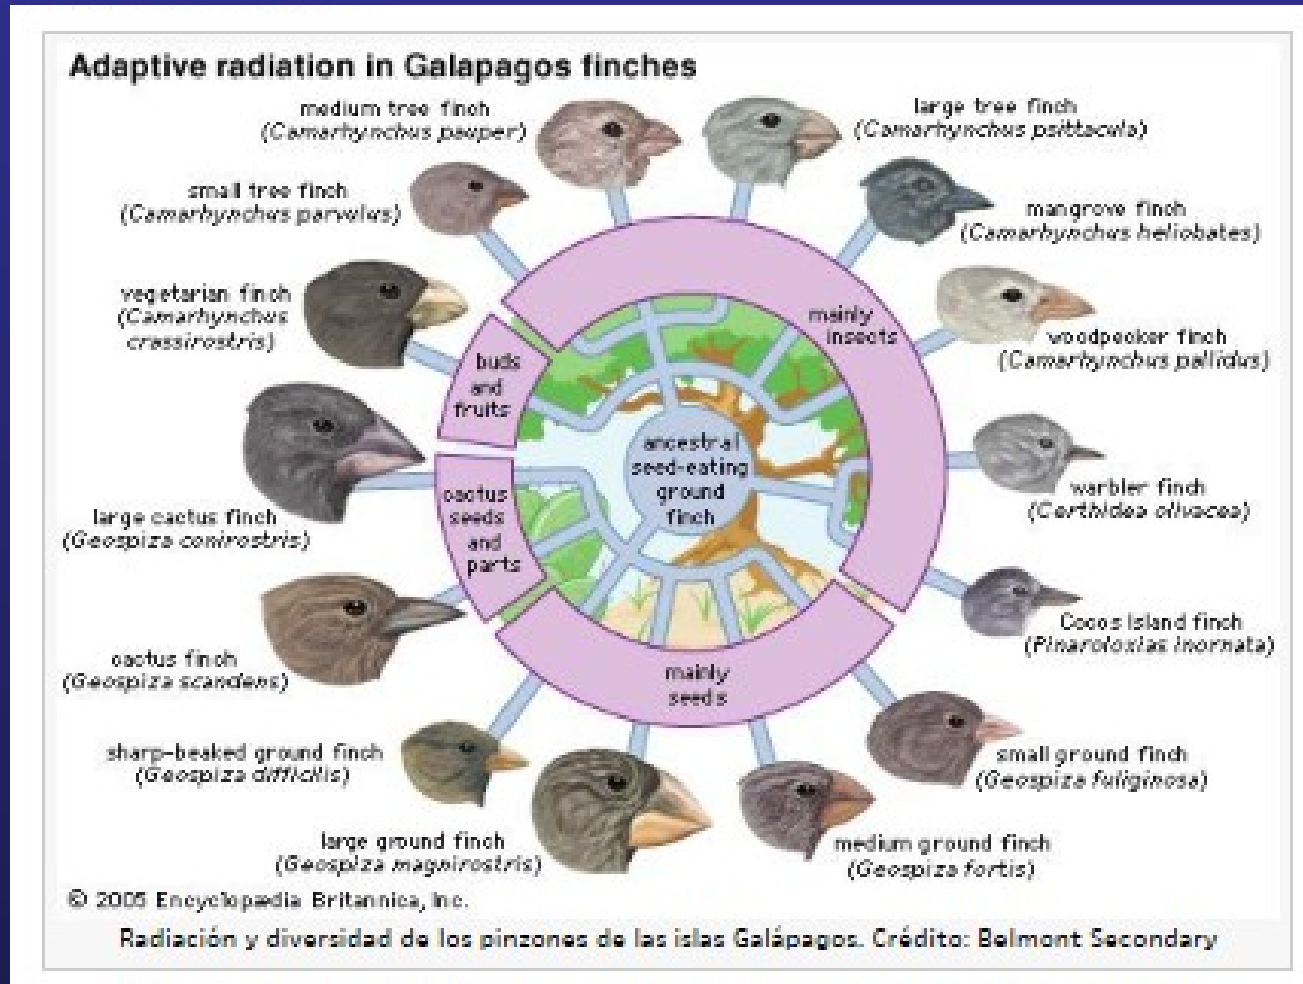 Adaptive radiation in Galapagos finches
medium tree finch
(Camarhynchus pauper)
large tree finch
(Camarhynchus psittacula)
small tree finch
(Camarhynchus parvulus)
mangrove finch
(Camarhynchus heliobates)
vegetarian finch
(Camarhynchus
crassirostris)
woodpecker finch
(Camarhynchus pallidus)
mainly
insects
buds
and
fruits
ancestral
seed-eating
ground
finch
cactus
seeds
and
parts
large cactus finch
(Geospiza conirostris)
warbler finch
(Certhidea olivacea)
Cocos Island finch
(Pinaroloxias inornata)
cactus finch
(Geospiza scandens)
mainly
seeds
sharp-beaked ground finch
(Geospiza difficilis)
small ground finch
(Geospiza fuliginosa)
large ground finch
(Geospiza magnirostris)
medium ground finch
(Geospiza fortis)
© 2005 Encyclopædia Britannica, Inc.
Radiación y diversidad de los pinzones de las islas Galápagos. Crédito: Belmont Secondary